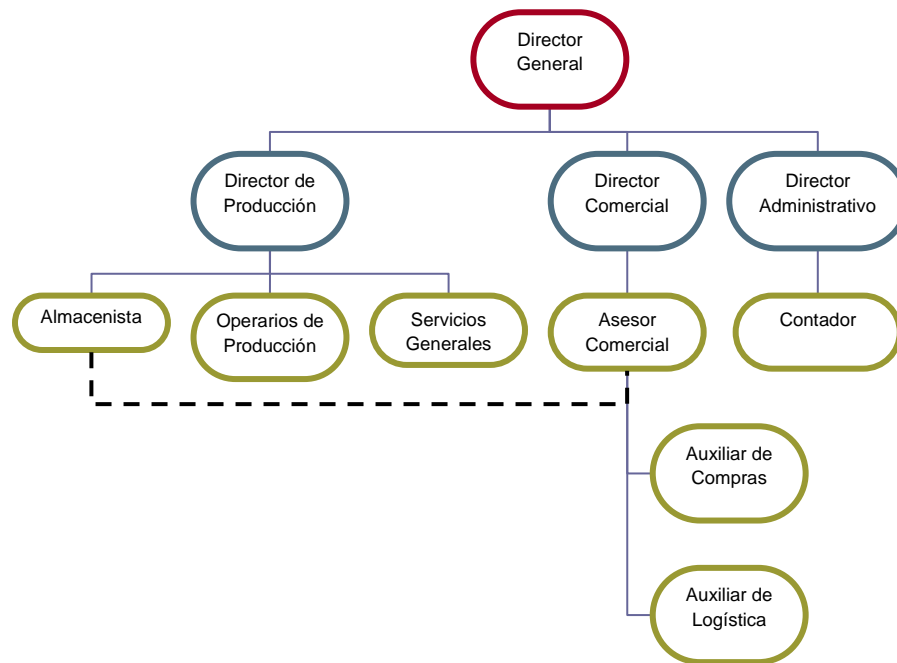 Director
General
Director de
Producción
Director
Comercial
Director
Administrativo
Almacenista
Operarios de
Producción
Servicios
Generales
Asesor
Comercial
Contador
Auxiliar de
Compras
Auxiliar de
Logística